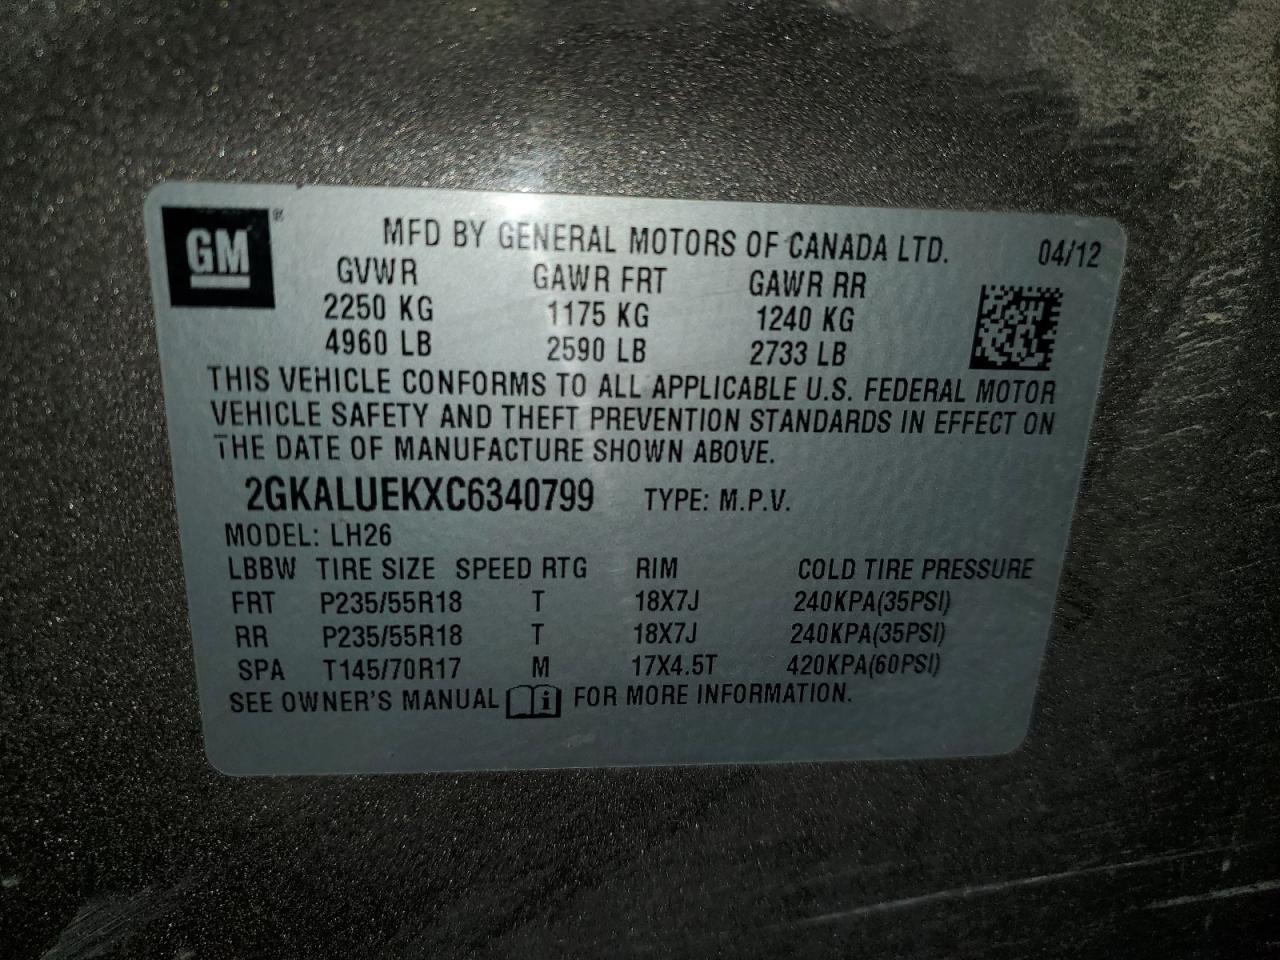 GM®
MFD BY GENERAL MOTORS OF CANADA LTD. 04/12
GVWR GAWR FRT GAWR RR
2250 KG 1175 KG 1240 KG
4960 LB 2590 LB 2733 LB
THIS VEHICLE CONFORMS TO ALL APPLICABLE U.S. FEDERAL MOTOR
VEHICLE SAFETY AND THEFT PREVENTION STANDARDS IN EFFECT ON
THE DATE OF MANUFACTURE SHOWN ABOVE.
2GKALUEKXC6340799 TYPE: M.P.V.
MODEL: LH26
LBBW TIRE SIZE SPEED RTG RIM COLD TIRE PRESSURE
FRT P235/55R18 T 18X7J 240KPA(35PSI)
RR P235/55R18 T 18X7J 240KPA(35PSI)
SPA T145/70R17 M 17X4.5T 420KPA(60PSI)
SEE OWNER'S MANUAL i FOR MORE INFORMATION.